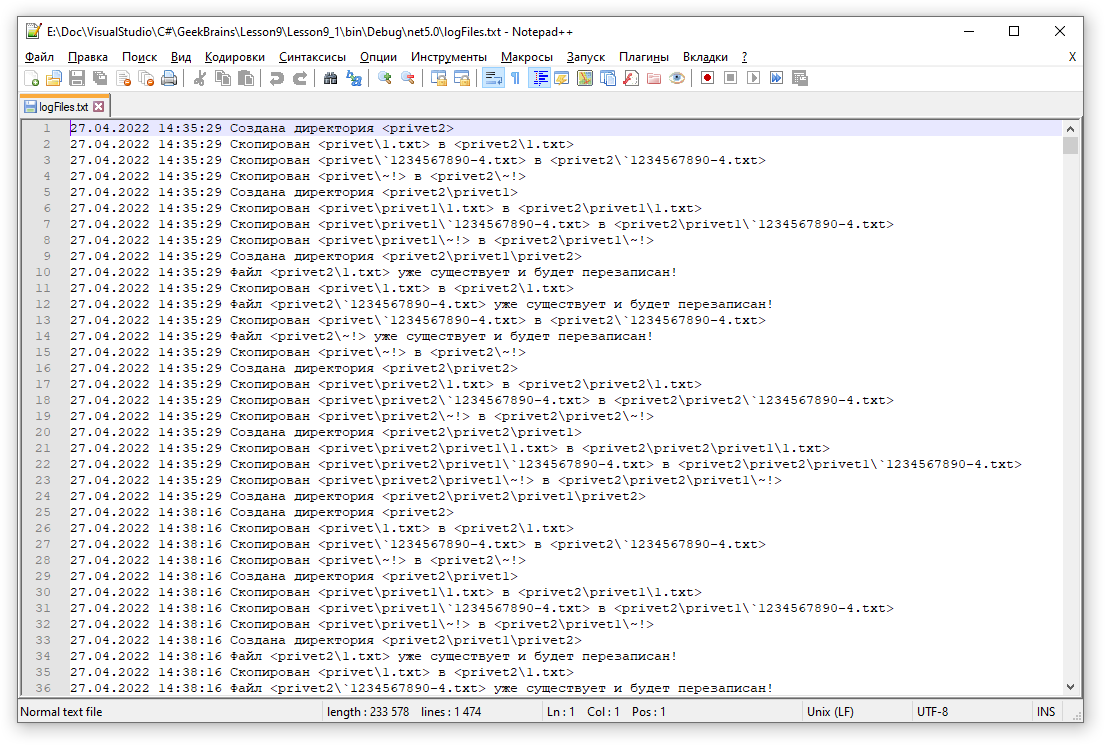 E:\Doc\VisualStudio\C#\GeekBrains\Lesson9\Lesson9_1\bin\Debug\net5.0\logFiles.txt - Notepad++
Файл Правка Поиск Вид Кодировки Синтаксисы Опции Инструменты Макросы Запуск Плагины Вкладки ? X
logFiles.txt
1 27.04.2022 14:35:29 Создана директория <privet2>
2 27.04.2022 14:35:29 Скопирован <privet\1.txt> в <privet2\1.txt>
3 27.04.2022 14:35:29 Скопирован <privet\`1234567890-4.txt> в <privet2\`1234567890-4.txt>
4 27.04.2022 14:35:29 Скопирован <privet\~!> в <privet2\~!>
5 27.04.2022 14:35:29 Создана директория <privet2\privet1>
6 27.04.2022 14:35:29 Скопирован <privet\privet1\1.txt> в <privet2\privet1\1.txt>
7 27.04.2022 14:35:29 Скопирован <privet\privet1\`1234567890-4.txt> в <privet2\privet1\`1234567890-4.txt>
8 27.04.2022 14:35:29 Скопирован <privet\privet1\~!> в <privet2\privet1\~!>
9 27.04.2022 14:35:29 Создана директория <privet2\privet1\privet2>
10 27.04.2022 14:35:29 Файл <privet2\1.txt> уже существует и будет перезаписан!
11 27.04.2022 14:35:29 Скопирован <privet\1.txt> в <privet2\1.txt>
12 27.04.2022 14:35:29 Файл <privet2\`1234567890-4.txt> уже существует и будет перезаписан!
13 27.04.2022 14:35:29 Скопирован <privet\`1234567890-4.txt> в <privet2\`1234567890-4.txt>
14 27.04.2022 14:35:29 Файл <privet2\~!> уже существует и будет перезаписан!
15 27.04.2022 14:35:29 Скопирован <privet\~!> в <privet2\~!>
16 27.04.2022 14:35:29 Создана директория <privet2\privet2>
17 27.04.2022 14:35:29 Скопирован <privet\privet2\1.txt> в <privet2\privet2\1.txt>
18 27.04.2022 14:35:29 Скопирован <privet\privet2\`1234567890-4.txt> в <privet2\privet2\`1234567890-4.txt>
19 27.04.2022 14:35:29 Скопирован <privet\privet2\~!> в <privet2\privet2\~!>
20 27.04.2022 14:35:29 Создана директория <privet2\privet2\privet1>
21 27.04.2022 14:35:29 Скопирован <privet\privet2\privet1\1.txt> в <privet2\privet2\privet1\1.txt>
22 27.04.2022 14:35:29 Скопирован <privet\privet2\privet1\`1234567890-4.txt> в <privet2\privet2\privet1\`1234567890-4.txt>
23 27.04.2022 14:35:29 Скопирован <privet\privet2\privet1\~!> в <privet2\privet2\privet1\~!>
24 27.04.2022 14:35:29 Создана директория <privet2\privet2\privet1\privet2>
25 27.04.2022 14:38:16 Создана директория <privet2>
26 27.04.2022 14:38:16 Скопирован <privet\1.txt> в <privet2\1.txt>
27 27.04.2022 14:38:16 Скопирован <privet\`1234567890-4.txt> в <privet2\`1234567890-4.txt>
28 27.04.2022 14:38:16 Скопирован <privet\~!> в <privet2\~!>
29 27.04.2022 14:38:16 Создана директория <privet2\privet1>
30 27.04.2022 14:38:16 Скопирован <privet\privet1\1.txt> в <privet2\privet1\1.txt>
31 27.04.2022 14:38:16 Скопирован <privet\privet1\`1234567890-4.txt> в <privet2\privet1\`1234567890-4.txt>
32 27.04.2022 14:38:16 Скопирован <privet\privet1\~!> в <privet2\privet1\~!>
33 27.04.2022 14:38:16 Создана директория <privet2\privet1\privet2>
34 27.04.2022 14:38:16 Файл <privet2\1.txt> уже существует и будет перезаписан!
35 27.04.2022 14:38:16 Скопирован <privet\1.txt> в <privet2\1.txt>
36 27.04.2022 14:38:16 Файл <privet2\`1234567890-4.txt> уже существует и будет перезаписан!
Normal text file length : 233 578 lines : 1 474 Ln : 1 Col : 1 Pos : 1 Unix (LF) UTF-8 INS